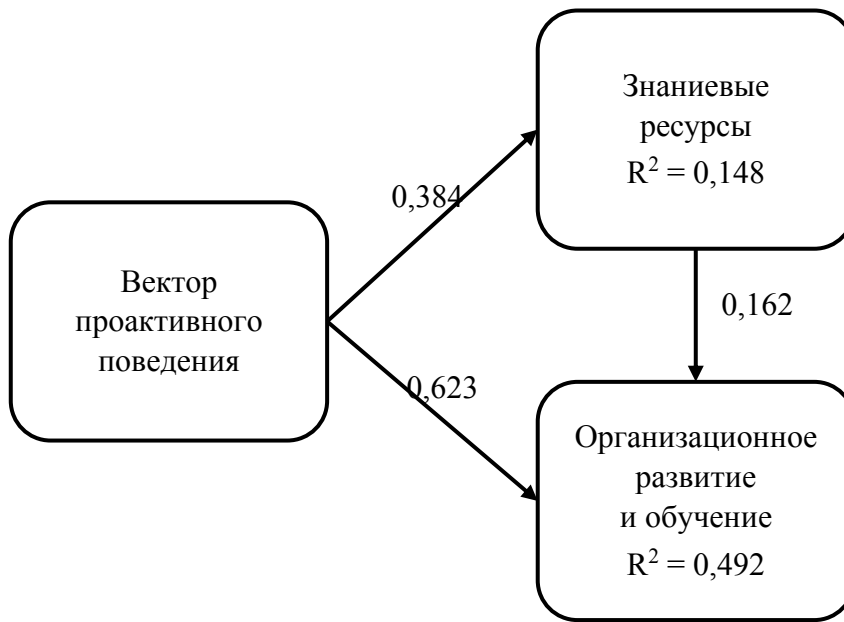 Знаниевые
ресурсы
R² = 0,148
0,384
Вектор
проактивного
поведения
0,162
0,623
Организационное
развитие
и обучение
R² = 0,492